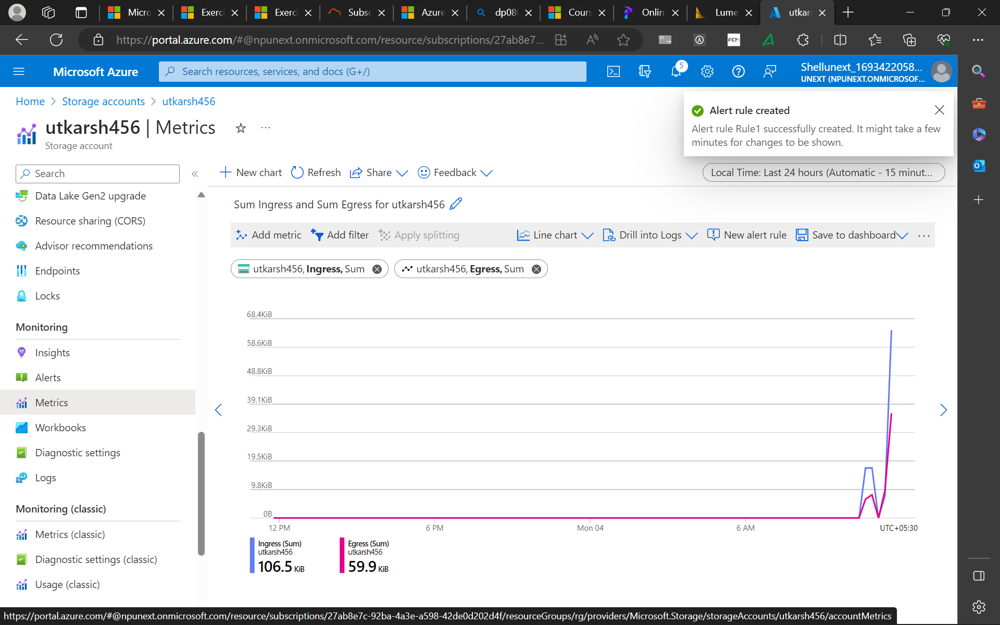 Micro
Exerci
Exerci
Subsc
Azure
dp080
Cours
Onlin
Lume
utkar
https://portal.azure.com/#@npunext.onmicrosoft.com/resource/subscriptions/27ab8e7...
FCM
Microsoft Azure
Search resources, services, and docs (G+/)
5
Shellunext_1693422058...
UNEXT (NPUNEXT.ONMICROSOF...
Home > Storage accounts > utkarsh456
utkarsh456 | Metrics
Storage account
Alert rule created
Alert rule Rule1 successfully created. It might take a few
minutes for changes to be shown.
Search
Data Lake Gen2 upgrade
Resource sharing (CORS)
Advisor recommendations
Endpoints
Locks
Monitoring
Insights
Alerts
Metrics
Workbooks
Diagnostic settings
Logs
Monitoring (classic)
Metrics (classic)
Diagnostic settings (classic)
Usage (classic)
New chart
Refresh
Share
Feedback
Local Time: Last 24 hours (Automatic - 15 minut...
Sum Ingress and Sum Egress for utkarsh456
Add metric
Add filter
Apply splitting
Line chart
Drill into Logs
New alert rule
Save to dashboard
utkarsh456, Ingress, Sum
utkarsh456, Egress, Sum
68.4KiB
58.6KiB
48.8KiB
39.1KiB
29.3KiB
19.5KiB
9.8KiB
0B
12 PM
6 PM
Mon 04
6 AM
UTC+05:30
Ingress (Sum)
utkarsh456
106.5 KiB
Egress (Sum)
utkarsh456
59.9 KiB
https://portal.azure.com/#@npunext.onmicrosoft.com/resource/subscriptions/27ab8e7c-92ba-4a3e-a598-42de0d202d4f/resourceGroups/rg/providers/Microsoft.Storage/storageAccounts/utkarsh456/accountMetrics